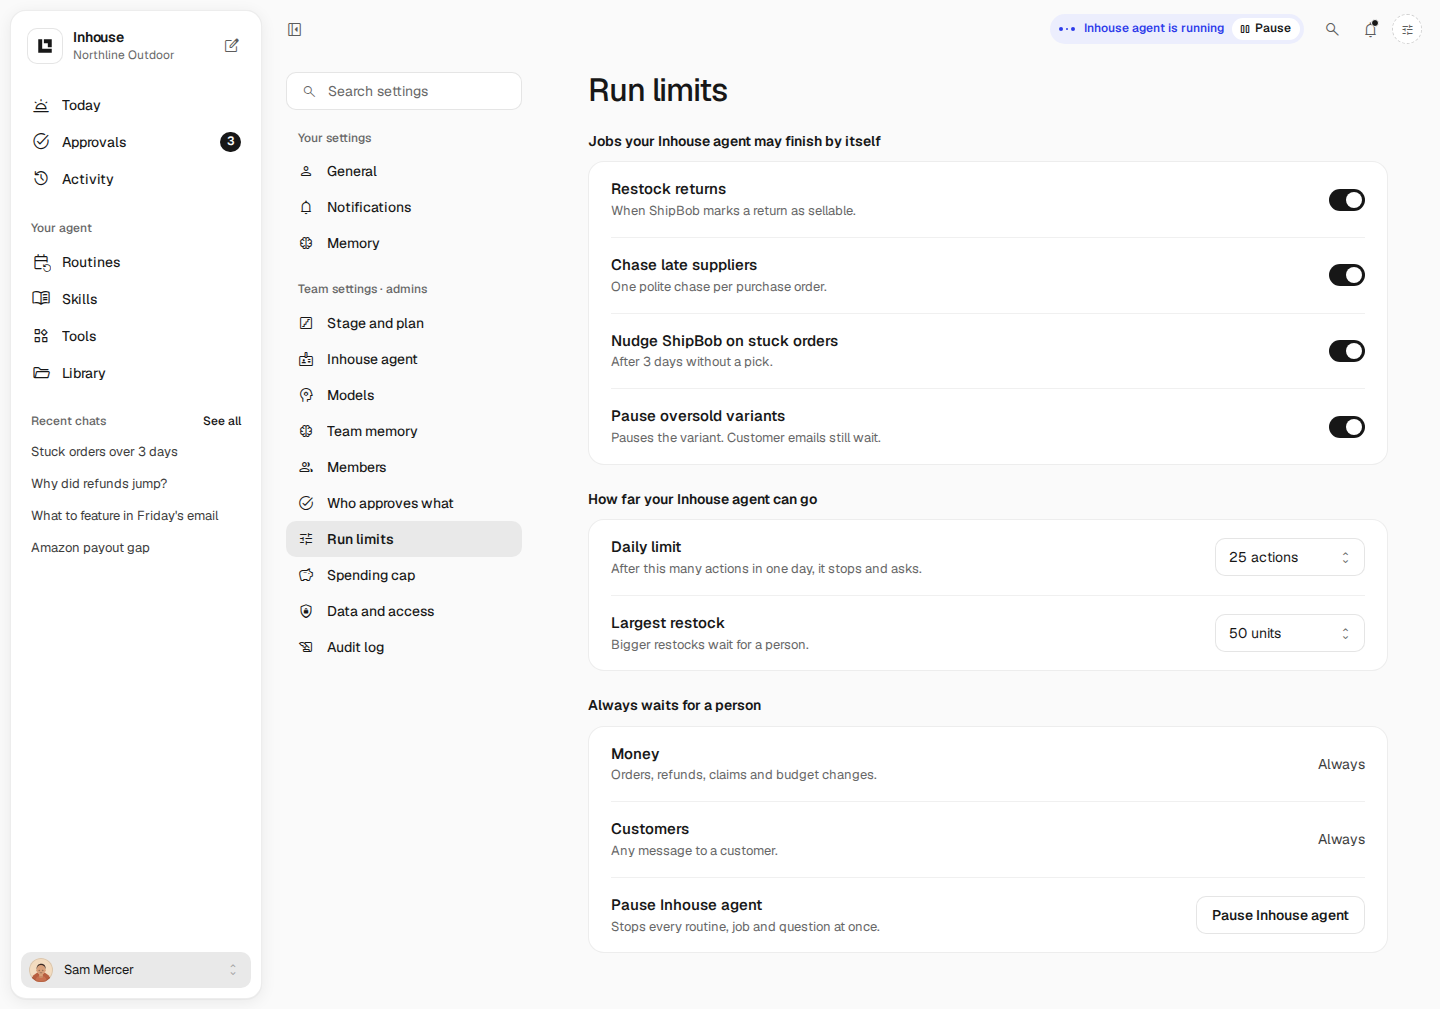 Inhouse
Northline Outdoor
Today
Approvals
3
Activity
Your agent
Routines
Skills
Tools
Library
Recent chats
See all
Stuck orders over 3 days
Why did refunds jump?
What to feature in Friday's email
Amazon payout gap
Sam Mercer
Inhouse agent is running
Pause
Search settings
Your settings
General
Notifications
Memory
Team settings · admins
Stage and plan
Inhouse agent
Models
Team memory
Members
Who approves what
Run limits
Spending cap
Data and access
Audit log
Run limits
Jobs your Inhouse agent may finish by itself
Restock returns
When ShipBob marks a return as sellable.
Chase late suppliers
One polite chase per purchase order.
Nudge ShipBob on stuck orders
After 3 days without a pick.
Pause oversold variants
Pauses the variant. Customer emails still wait.
How far your Inhouse agent can go
Daily limit
After this many actions in one day, it stops and asks.
25 actions
Largest restock
Bigger restocks wait for a person.
50 units
Always waits for a person
Money
Orders, refunds, claims and budget changes.
Always
Customers
Any message to a customer.
Always
Pause Inhouse agent
Stops every routine, job and question at once.
Pause Inhouse agent